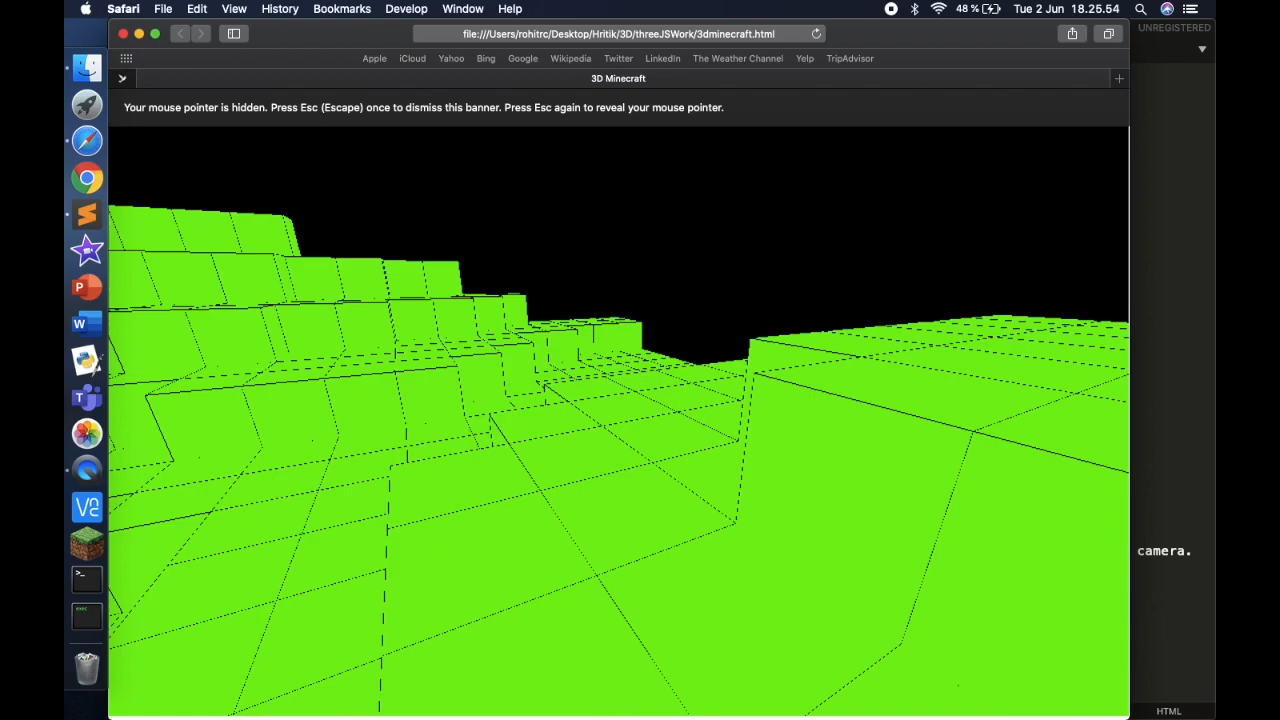 Safari File Edit View History Bookmarks Develop Window Help 48 % Tue 2 Jun 18.25.54
UNREGISTERED
file:///Users/rohitrc/Desktop/Hritik/3D/threeJSWork/3dminecraft.html
Apple iCloud Yahoo Bing Google Wikipedia Twitter LinkedIn The Weather Channel Yelp TripAdvisor
3D Minecraft
Your mouse pointer is hidden. Press Esc (Escape) once to dismiss this banner. Press Esc again to reveal your mouse pointer.
P
W
T
V2
camera.
>_
exec
HTML